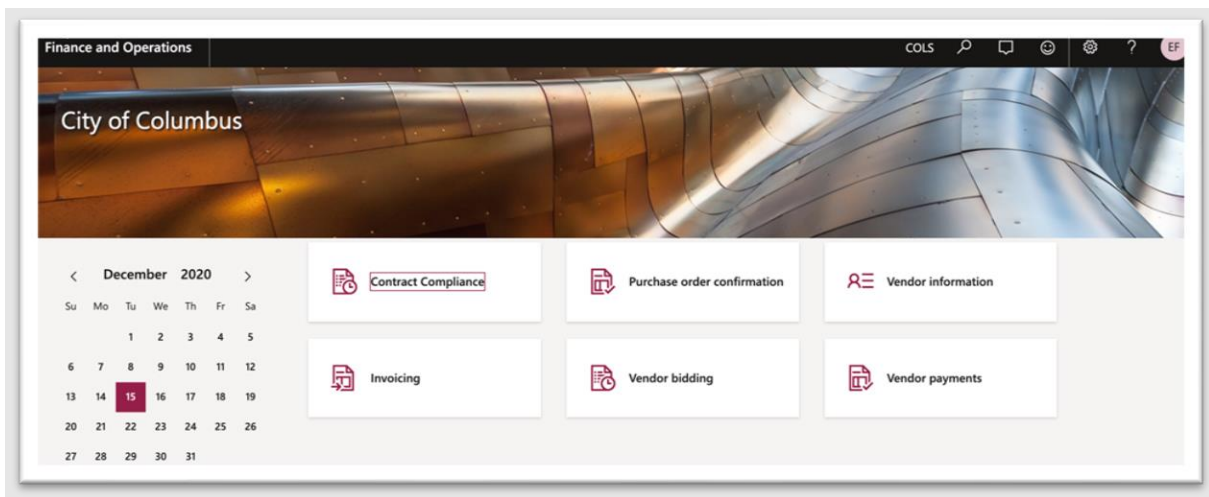 Finance and Operations
COLS
?
EF
City of Columbus
< December 2020 >
Su Mo Tu We Th Fr Sa
1 2 3 4 5
6 7 8 9 10 11 12
13 14 15 16 17 18 19
20 21 22 23 24 25 26
27 28 29 30 31
Contract Compliance
Purchase order confirmation
Vendor information
Invoicing
Vendor bidding
Vendor payments